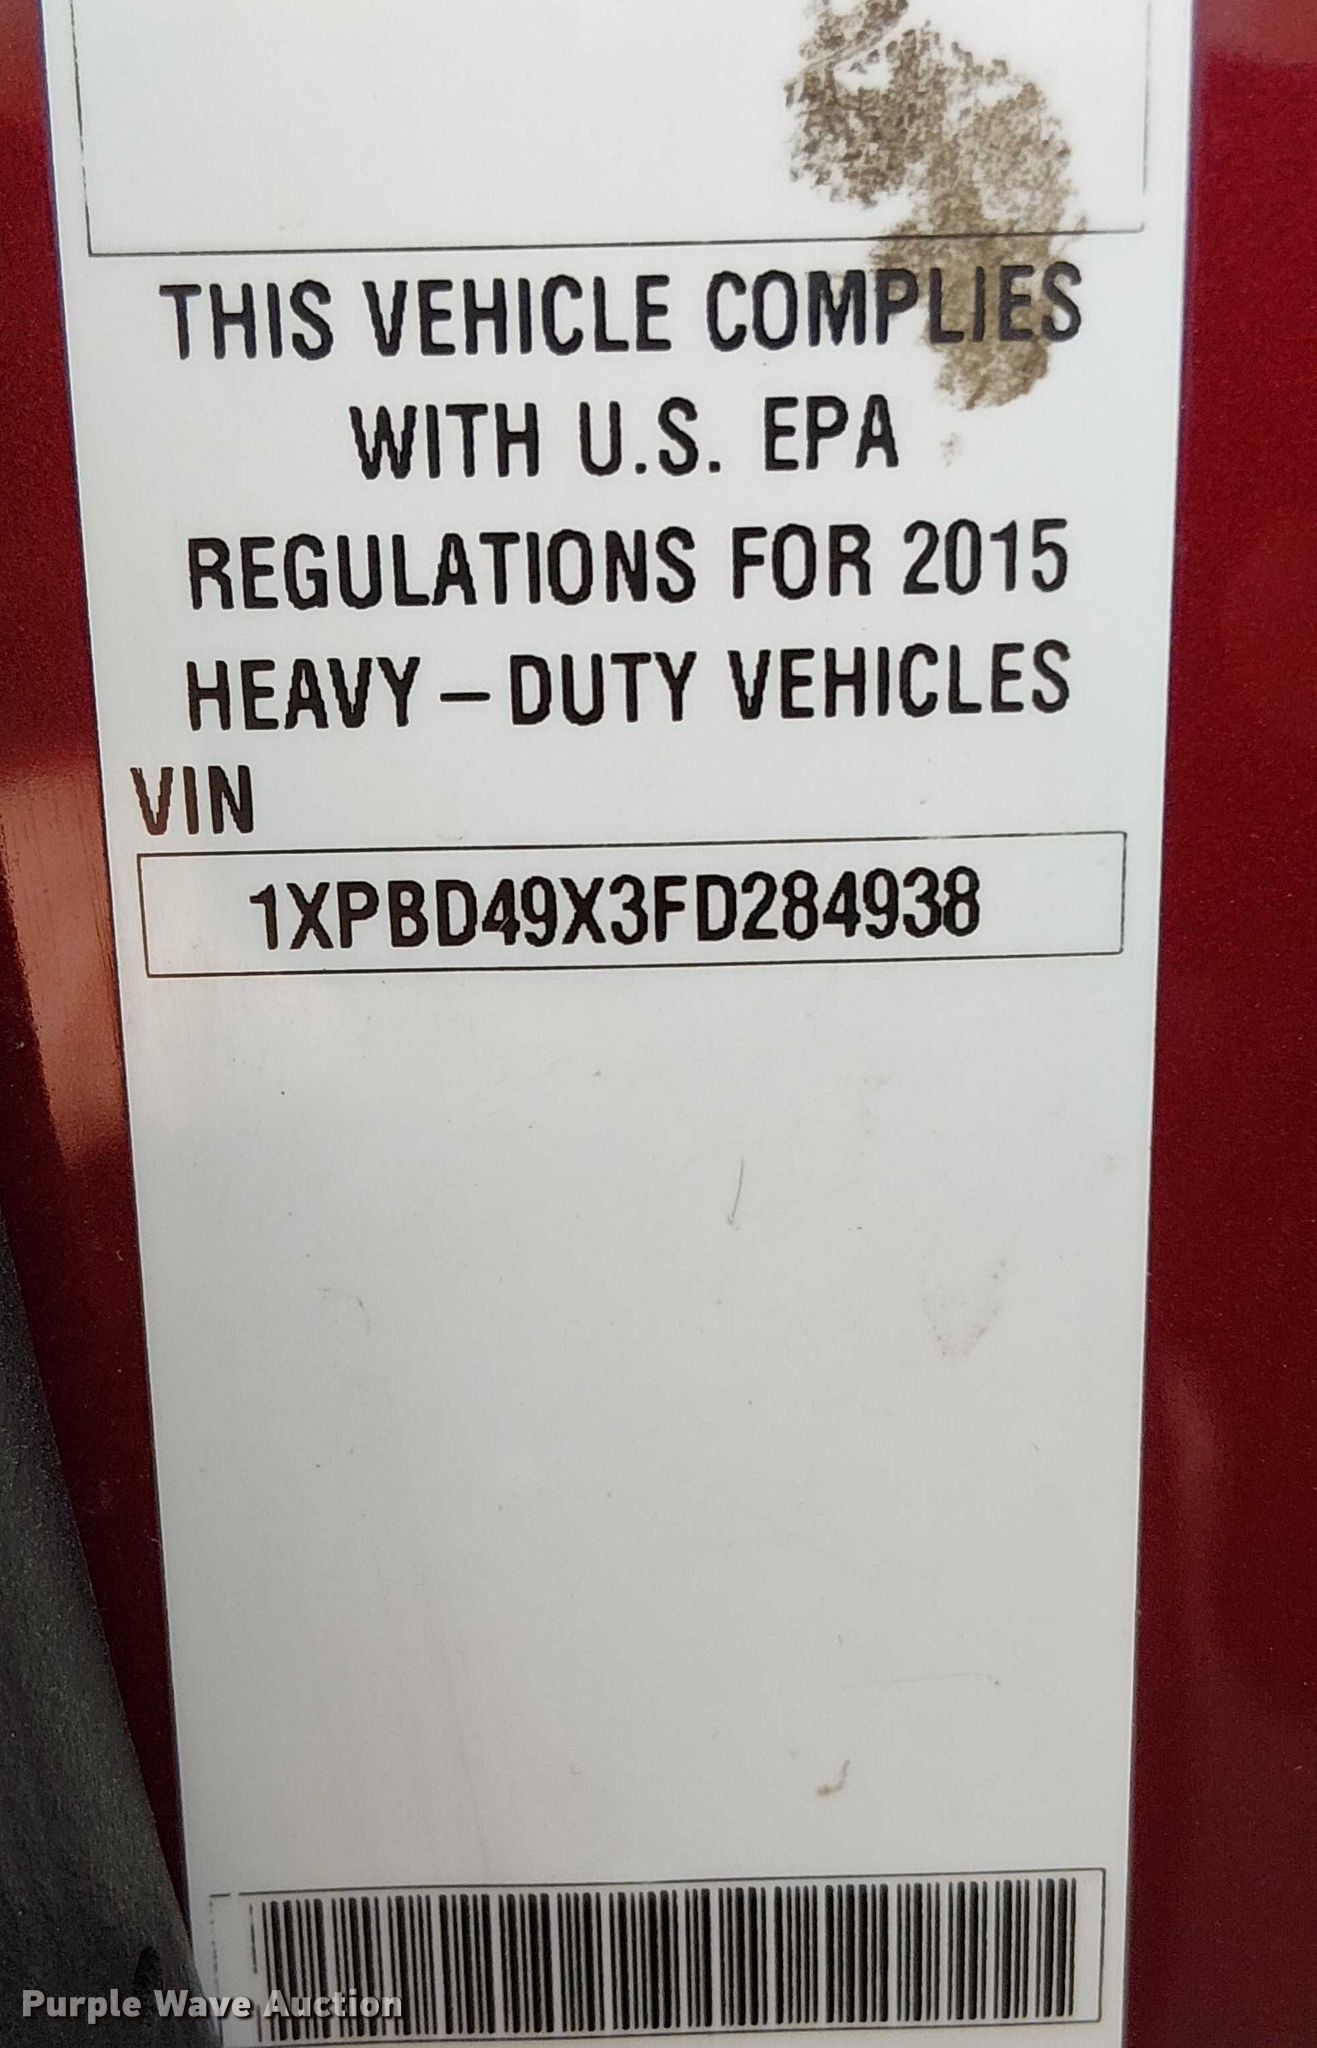 THIS VEHICLE COMPLIES
WITH U.S. EPA
REGULATIONS FOR 2015
HEAVY-DUTY VEHICLES
VIN
1XPBD49X3FD284938
Purple Wave Auction